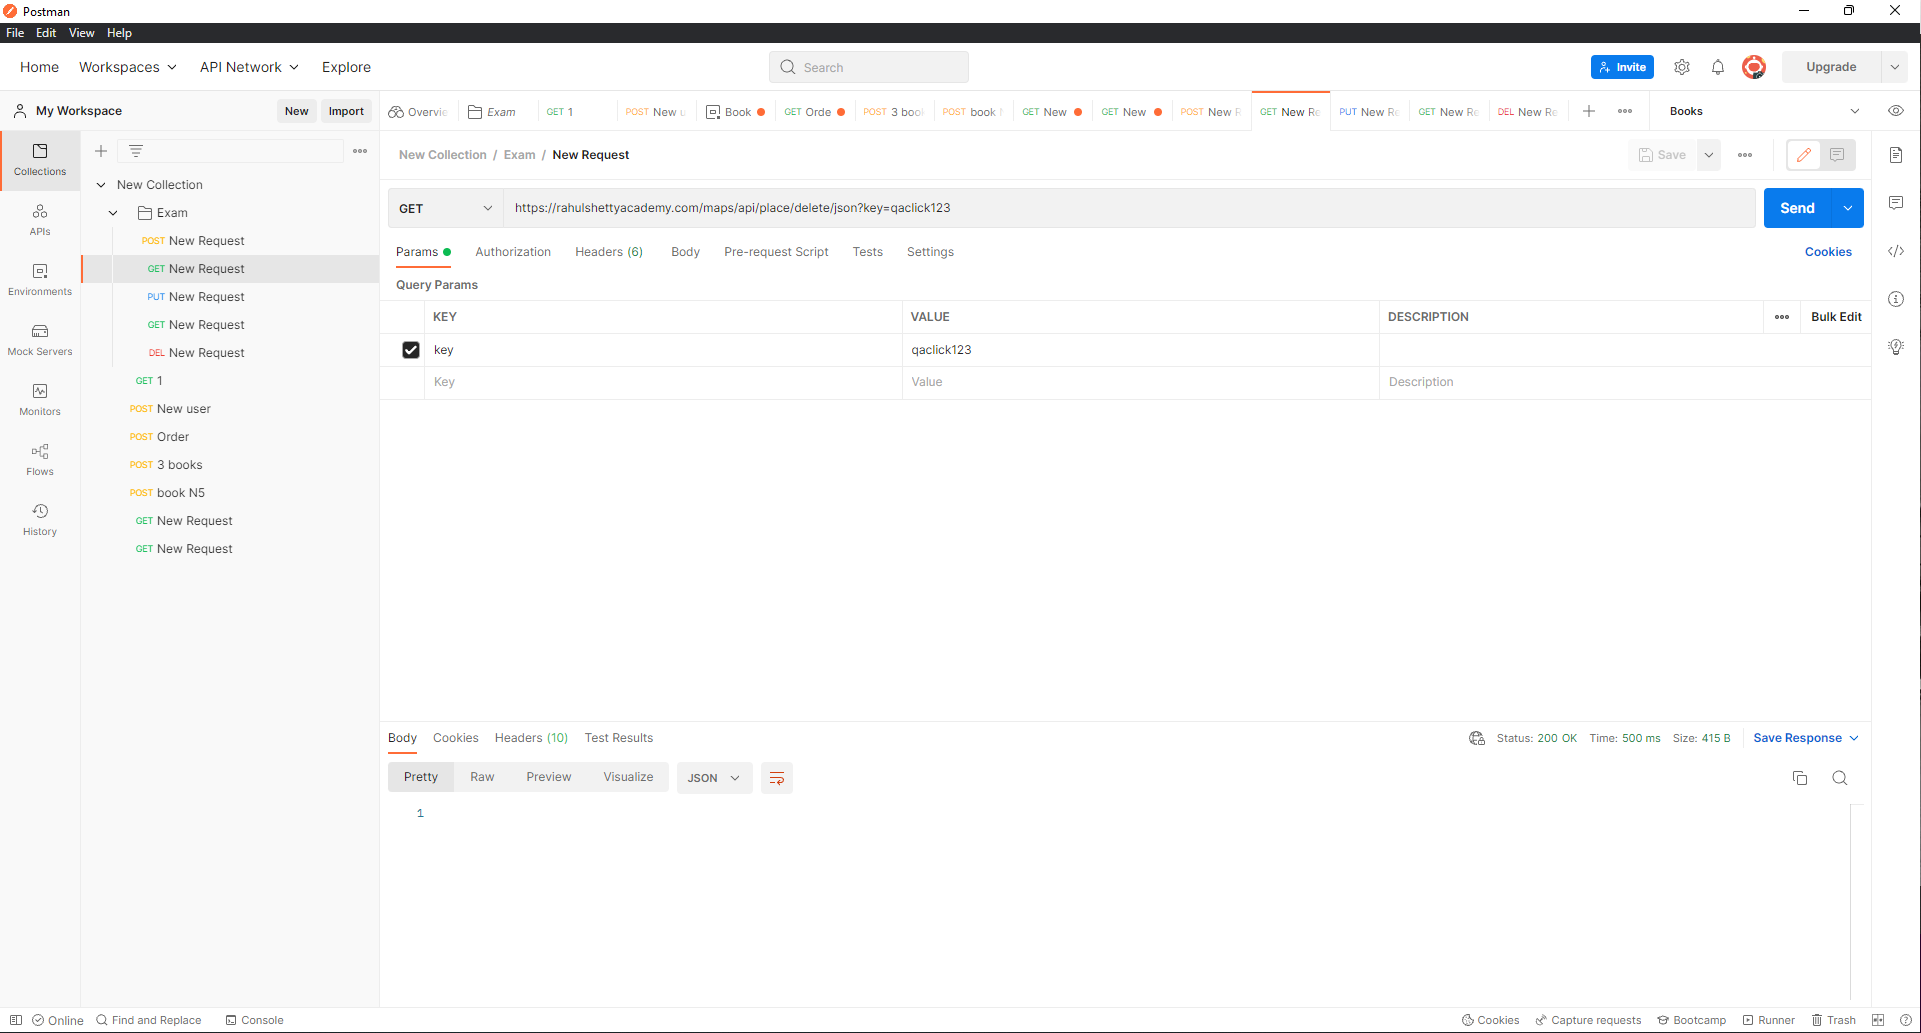 Postman
File Edit View Help
Home Workspaces API Network Explore Search Invite Upgrade
My Workspace New Import
Overvie Exam GET 1 POST New u Book GET Orde POST 3 boo POST book GET New GET New POST New R GET New Re PUT New Re GET New Re DEL New Re Books
Collections
APIs
Environments
Mock Servers
Monitors
Flows
History
New Collection
Exam
POST New Request
GET New Request
PUT New Request
GET New Request
DEL New Request
GET 1
POST New user
POST Order
POST 3 books
POST book N5
GET New Request
GET New Request
New Collection / Exam / New Request Save
GET https://rahulshettyacademy.com/maps/api/place/delete/json?key=qaclick123 Send
Params Authorization Headers (6) Body Pre-request Script Tests Settings Cookies
Query Params
KEY VALUE DESCRIPTION Bulk Edit
key qaclick123
Key Value Description
Body Cookies Headers (10) Test Results Status: 200 OK Time: 500 ms Size: 415 B Save Response
Pretty Raw Preview Visualize JSON
1
Online Find and Replace Console Cookies Capture requests Bootcamp Runner Trash